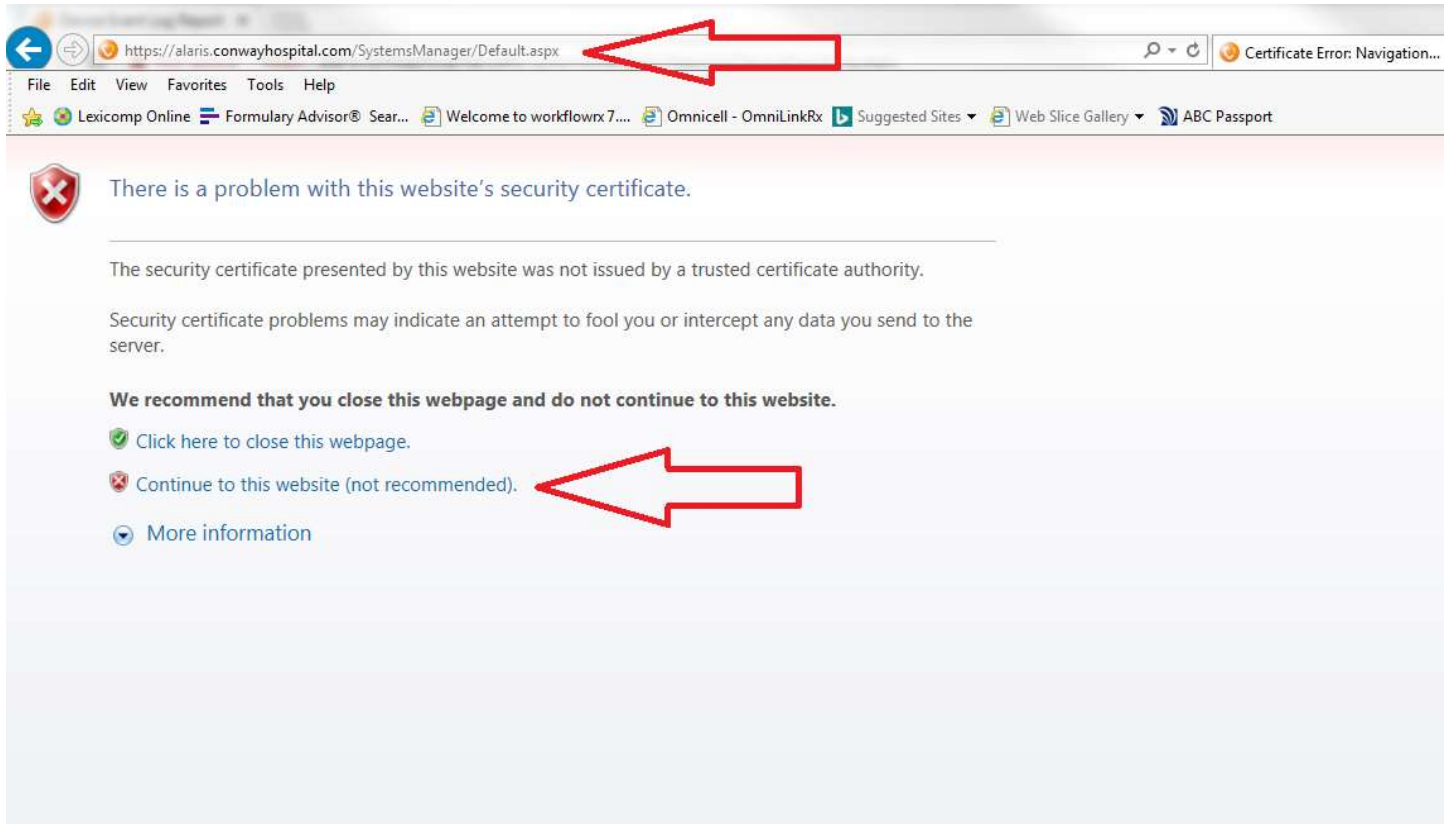 https://alaris.conwayhospital.com/SystemsManager/Default.aspx Certificate Error: Navigation...
File Edit View Favorites Tools Help
Lexicomp Online Formulary Advisor® Sear... Welcome to workflowrx 7.... Omnicell - OmniLinkRx Suggested Sites Web Slice Gallery ABC Passport
There is a problem with this website's security certificate.
The security certificate presented by this website was not issued by a trusted certificate authority.
Security certificate problems may indicate an attempt to fool you or intercept any data you send to the
server.
We recommend that you close this webpage and do not continue to this website.
Click here to close this webpage.
Continue to this website (not recommended).
More information